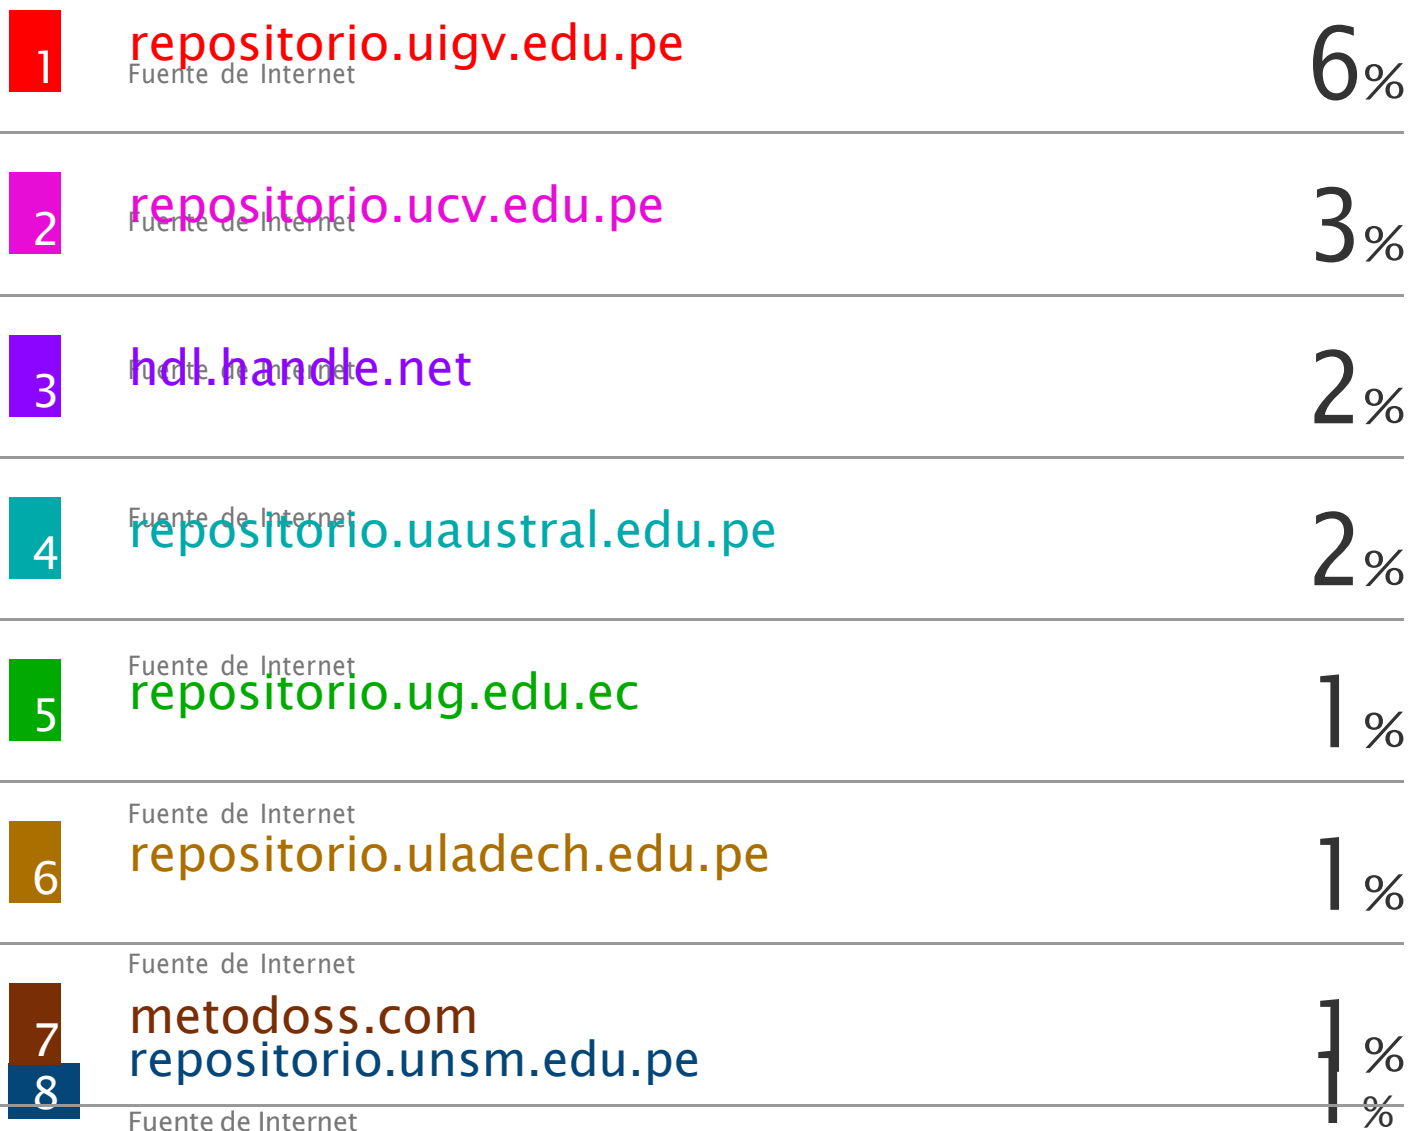 1 repositorio.uigv.edu.pe 6%
Fuente de Internet
2 repositorio.ucv.edu.pe 3%
Fuente de Internet
3 hdl.handle.net 2%
Fuente de Internet
Fuente de Internet
4 repositorio.uaustral.edu.pe 2%
Fuente de Internet
5 repositorio.ug.edu.ec 1%
Fuente de Internet
6 repositorio.uladech.edu.pe 1%
Fuente de Internet
7 metodoss.com 1%
8 repositorio.unsm.edu.pe 1%
Fuente de Internet